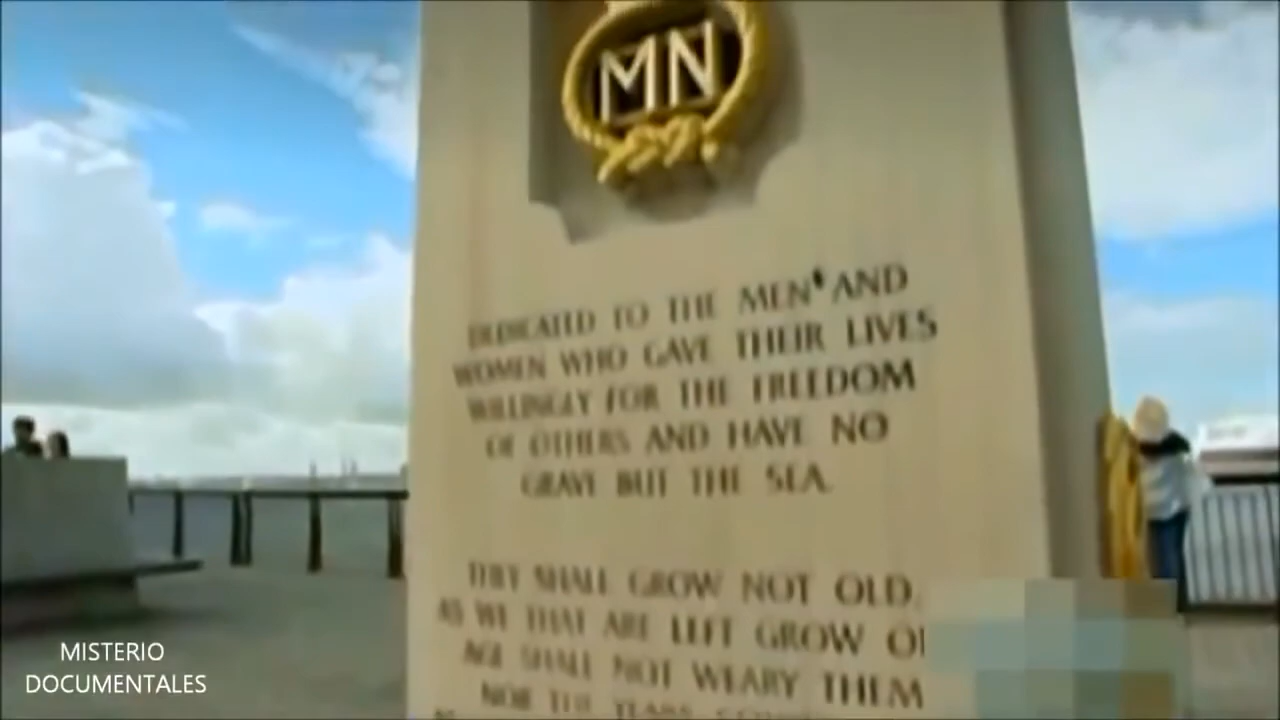 MN
DEDICATED TO THE MEN AND
WOMEN WHO GAVE THEIR LIVES
WILLINGLY FOR THE FREEDOM
OF OTHERS AND HAVE NO
GRAVE BUT THE SEA.
THEY SHALL GROW NOT OLD,
AS WE THAT ARE LEFT GROW
AGE SHALL NOT WEARY THEM
NOR THE YEARS
MISTERIO
DOCUMENTALES